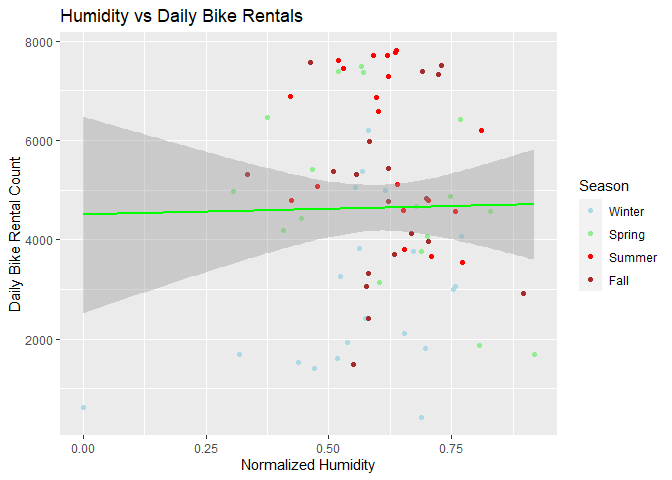 Humidity vs Daily Bike Rentals
8000
6000
4000
2000
Daily Bike Rental Count
0.00 0.25 0.50 0.75
Normalized Humidity
Season
Winter
Spring
Summer
Fall